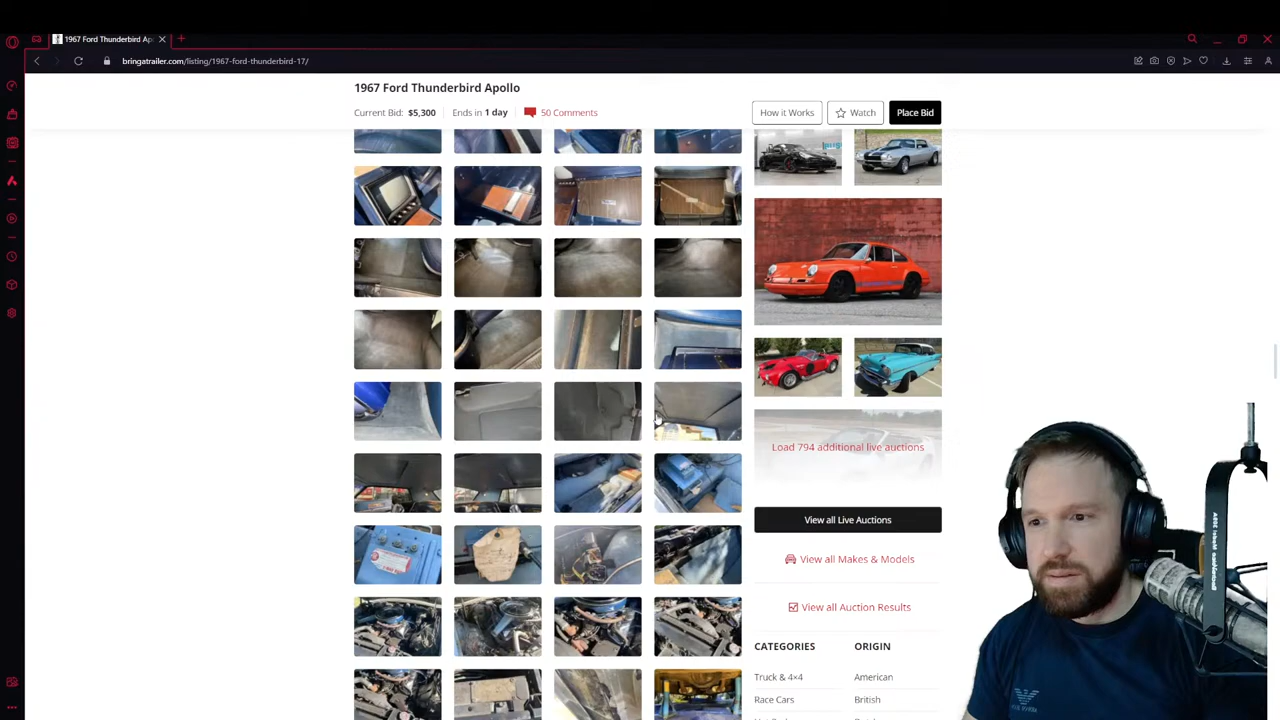 1967 Ford Thunderbird Ap
bringatrailer.com/listing/1967-ford-thunderbird-17/
1967 Ford Thunderbird Apollo
Current Bid: $5,300 Ends in 1 day 50 Comments
How it Works Watch Place Bid
Load 794 additional live auctions
View all Live Auctions
View all Makes & Models
View all Auction Results
CATEGORIES ORIGIN
Truck & 4×4 American
Race Cars British